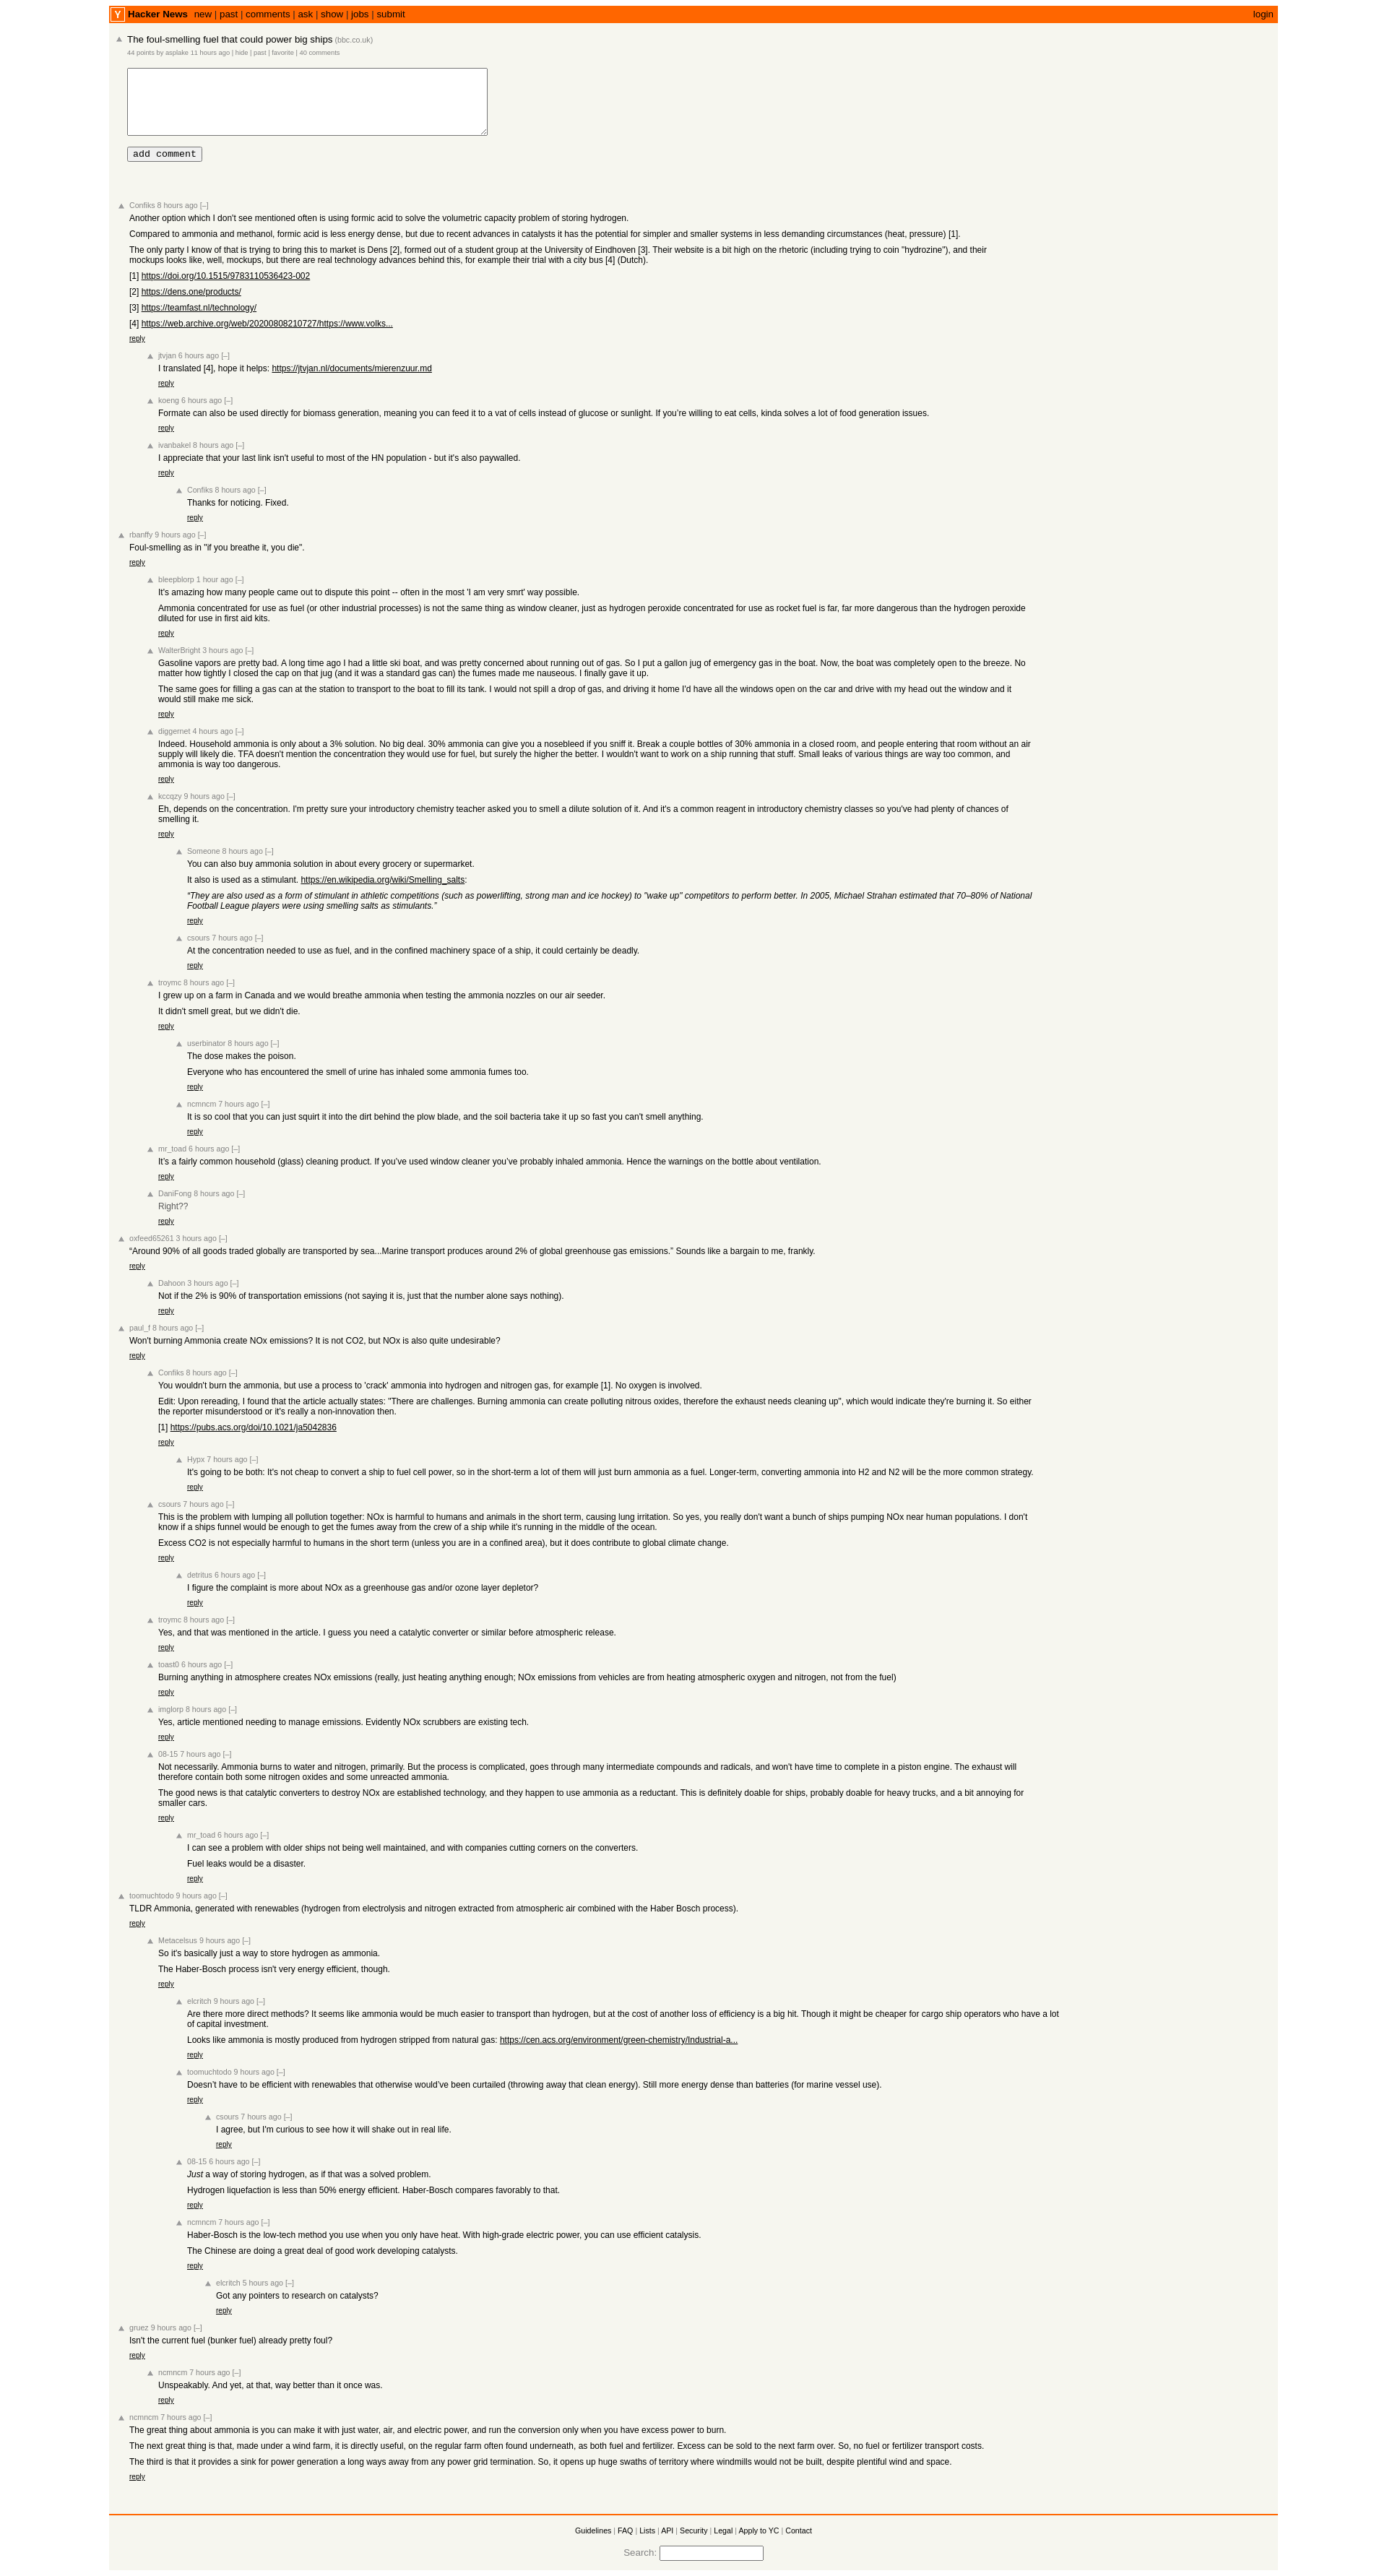 Y Hacker News new | past | comments | ask | show | jobs | submit login
The foul-smelling fuel that could power big ships (bbc.co.uk)
44 points by asplake 11 hours ago | hide | past | favorite | 40 comments
add comment
Confiks 8 hours ago [–]
Another option which I don't see mentioned often is using formic acid to solve the volumetric capacity problem of storing hydrogen.
Compared to ammonia and methanol, formic acid is less energy dense, but due to recent advances in catalysts it has the potential for simpler and smaller systems in less demanding circumstances (heat, pressure) [1].
The only party I know of that is trying to bring this to market is Dens [2], formed out of a student group at the University of Eindhoven [3]. Their website is a bit high on the rhetoric (including trying to coin "hydrozine"), and their
mockups looks like, well, mockups, but there are real technology advances behind this, for example their trial with a city bus [4] (Dutch).
[1] https://doi.org/10.1515/9783110536423-002
[2] https://dens.one/products/
[3] https://teamfast.nl/technology/
[4] https://web.archive.org/web/20200808210727/https://www.volks...
reply
jtvjan 6 hours ago [–]
I translated [4], hope it helps: https://jtvjan.nl/documents/mierenzuur.md
reply
koeng 6 hours ago [–]
Formate can also be used directly for biomass generation, meaning you can feed it to a vat of cells instead of glucose or sunlight. If you’re willing to eat cells, kinda solves a lot of food generation issues.
reply
ivanbakel 8 hours ago [–]
I appreciate that your last link isn't useful to most of the HN population - but it's also paywalled.
reply
Confiks 8 hours ago [–]
Thanks for noticing. Fixed.
reply
rbanffy 9 hours ago [–]
Foul-smelling as in "if you breathe it, you die".
reply
bleepblorp 1 hour ago [–]
It's amazing how many people came out to dispute this point -- often in the most 'I am very smrt' way possible.
Ammonia concentrated for use as fuel (or other industrial processes) is not the same thing as window cleaner, just as hydrogen peroxide concentrated for use as rocket fuel is far, far more dangerous than the hydrogen peroxide
diluted for use in first aid kits.
reply
WalterBright 3 hours ago [–]
Gasoline vapors are pretty bad. A long time ago I had a little ski boat, and was pretty concerned about running out of gas. So I put a gallon jug of emergency gas in the boat. Now, the boat was completely open to the breeze. No
matter how tightly I closed the cap on that jug (and it was a standard gas can) the fumes made me nauseous. I finally gave it up.
The same goes for filling a gas can at the station to transport to the boat to fill its tank. I would not spill a drop of gas, and driving it home I'd have all the windows open on the car and drive with my head out the window and it
would still make me sick.
reply
diggernet 4 hours ago [–]
Indeed. Household ammonia is only about a 3% solution. No big deal. 30% ammonia can give you a nosebleed if you sniff it. Break a couple bottles of 30% ammonia in a closed room, and people entering that room without an air
supply will likely die. TFA doesn't mention the concentration they would use for fuel, but surely the higher the better. I wouldn't want to work on a ship running that stuff. Small leaks of various things are way too common, and
ammonia is way too dangerous.
reply
kccqzy 9 hours ago [–]
Eh, depends on the concentration. I'm pretty sure your introductory chemistry teacher asked you to smell a dilute solution of it. And it's a common reagent in introductory chemistry classes so you've had plenty of chances of
smelling it.
reply
Someone 8 hours ago [–]
You can also buy ammonia solution in about every grocery or supermarket.
It also is used as a stimulant. https://en.wikipedia.org/wiki/Smelling_salts:
“They are also used as a form of stimulant in athletic competitions (such as powerlifting, strong man and ice hockey) to "wake up" competitors to perform better. In 2005, Michael Strahan estimated that 70–80% of National
Football League players were using smelling salts as stimulants.”
reply
csours 7 hours ago [–]
At the concentration needed to use as fuel, and in the confined machinery space of a ship, it could certainly be deadly.
reply
troymc 8 hours ago [–]
I grew up on a farm in Canada and we would breathe ammonia when testing the ammonia nozzles on our air seeder.
It didn't smell great, but we didn't die.
reply
userbinator 8 hours ago [–]
The dose makes the poison.
Everyone who has encountered the smell of urine has inhaled some ammonia fumes too.
reply
ncmncm 7 hours ago [–]
It is so cool that you can just squirt it into the dirt behind the plow blade, and the soil bacteria take it up so fast you can't smell anything.
reply
mr_toad 6 hours ago [–]
It’s a fairly common household (glass) cleaning product. If you’ve used window cleaner you’ve probably inhaled ammonia. Hence the warnings on the bottle about ventilation.
reply
DaniFong 8 hours ago [–]
Right??
reply
oxfeed65261 3 hours ago [–]
“Around 90% of all goods traded globally are transported by sea...Marine transport produces around 2% of global greenhouse gas emissions.” Sounds like a bargain to me, frankly.
reply
Dahoon 3 hours ago [–]
Not if the 2% is 90% of transportation emissions (not saying it is, just that the number alone says nothing).
reply
paul_f 8 hours ago [–]
Won't burning Ammonia create NOx emissions? It is not CO2, but NOx is also quite undesirable?
reply
Confiks 8 hours ago [–]
You wouldn't burn the ammonia, but use a process to 'crack' ammonia into hydrogen and nitrogen gas, for example [1]. No oxygen is involved.
Edit: Upon rereading, I found that the article actually states: "There are challenges. Burning ammonia can create polluting nitrous oxides, therefore the exhaust needs cleaning up", which would indicate they're burning it. So either
the reporter misunderstood or it's really a non-innovation then.
[1] https://pubs.acs.org/doi/10.1021/ja5042836
reply
Hypx 7 hours ago [–]
It's going to be both: It's not cheap to convert a ship to fuel cell power, so in the short-term a lot of them will just burn ammonia as a fuel. Longer-term, converting ammonia into H2 and N2 will be the more common strategy.
reply
csours 7 hours ago [–]
This is the problem with lumping all pollution together: NOx is harmful to humans and animals in the short term, causing lung irritation. So yes, you really don't want a bunch of ships pumping NOx near human populations. I don't
know if a ships funnel would be enough to get the fumes away from the crew of a ship while it's running in the middle of the ocean.
Excess CO2 is not especially harmful to humans in the short term (unless you are in a confined area), but it does contribute to global climate change.
reply
detritus 6 hours ago [–]
I figure the complaint is more about NOx as a greenhouse gas and/or ozone layer depletor?
reply
troymc 8 hours ago [–]
Yes, and that was mentioned in the article. I guess you need a catalytic converter or similar before atmospheric release.
reply
toast0 6 hours ago [–]
Burning anything in atmosphere creates NOx emissions (really, just heating anything enough; NOx emissions from vehicles are from heating atmospheric oxygen and nitrogen, not from the fuel)
reply
imglorp 8 hours ago [–]
Yes, article mentioned needing to manage emissions. Evidently NOx scrubbers are existing tech.
reply
08-15 7 hours ago [–]
Not necessarily. Ammonia burns to water and nitrogen, primarily. But the process is complicated, goes through many intermediate compounds and radicals, and won't have time to complete in a piston engine. The exhaust will
therefore contain both some nitrogen oxides and some unreacted ammonia.
The good news is that catalytic converters to destroy NOx are established technology, and they happen to use ammonia as a reductant. This is definitely doable for ships, probably doable for heavy trucks, and a bit annoying for
smaller cars.
reply
mr_toad 6 hours ago [–]
I can see a problem with older ships not being well maintained, and with companies cutting corners on the converters.
Fuel leaks would be a disaster.
reply
toomuchtodo 9 hours ago [–]
TLDR Ammonia, generated with renewables (hydrogen from electrolysis and nitrogen extracted from atmospheric air combined with the Haber Bosch process).
reply
Metacelsus 9 hours ago [–]
So it's basically just a way to store hydrogen as ammonia.
The Haber-Bosch process isn't very energy efficient, though.
reply
elcritch 9 hours ago [–]
Are there more direct methods? It seems like ammonia would be much easier to transport than hydrogen, but at the cost of another loss of efficiency is a big hit. Though it might be cheaper for cargo ship operators who have a lot
of capital investment.
Looks like ammonia is mostly produced from hydrogen stripped from natural gas: https://cen.acs.org/environment/green-chemistry/Industrial-a...
reply
toomuchtodo 9 hours ago [–]
Doesn’t have to be efficient with renewables that otherwise would’ve been curtailed (throwing away that clean energy). Still more energy dense than batteries (for marine vessel use).
reply
csours 7 hours ago [–]
I agree, but I'm curious to see how it will shake out in real life.
reply
08-15 6 hours ago [–]
Just a way of storing hydrogen, as if that was a solved problem.
Hydrogen liquefaction is less than 50% energy efficient. Haber-Bosch compares favorably to that.
reply
ncmncm 7 hours ago [–]
Haber-Bosch is the low-tech method you use when you only have heat. With high-grade electric power, you can use efficient catalysis.
The Chinese are doing a great deal of good work developing catalysts.
reply
elcritch 5 hours ago [–]
Got any pointers to research on catalysts?
reply
gruez 9 hours ago [–]
Isn't the current fuel (bunker fuel) already pretty foul?
reply
ncmncm 7 hours ago [–]
Unspeakably. And yet, at that, way better than it once was.
reply
ncmncm 7 hours ago [–]
The great thing about ammonia is you can make it with just water, air, and electric power, and run the conversion only when you have excess power to burn.
The next great thing is that, made under a wind farm, it is directly useful, on the regular farm often found underneath, as both fuel and fertilizer. Excess can be sold to the next farm over. So, no fuel or fertilizer transport costs.
The third is that it provides a sink for power generation a long ways away from any power grid termination. So, it opens up huge swaths of territory where windmills would not be built, despite plentiful wind and space.
reply
Guidelines | FAQ | Lists | API | Security | Legal | Apply to YC | Contact
Search: